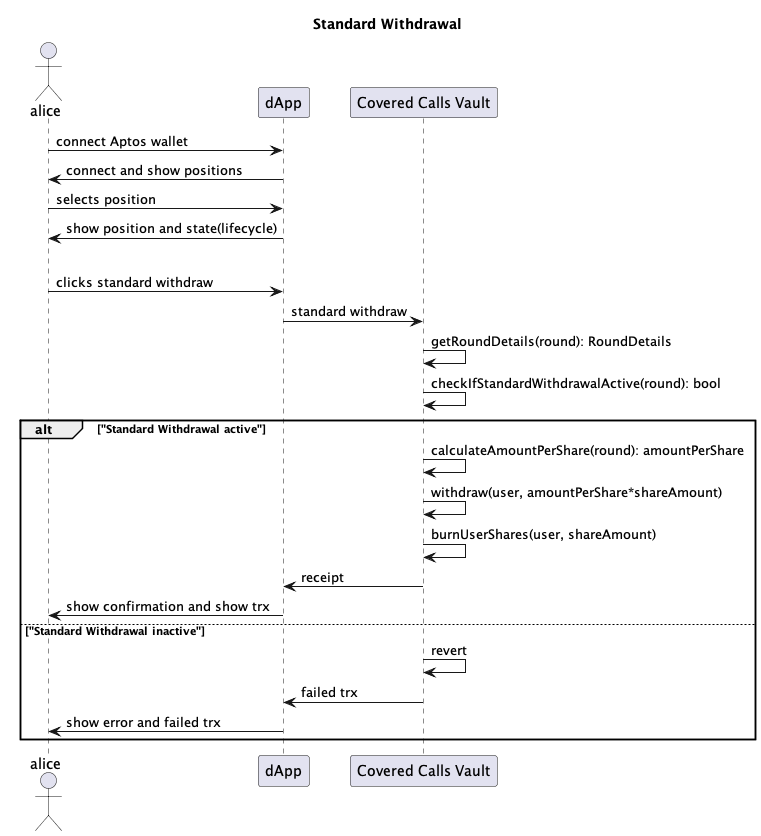 Standard Withdrawal
alice
dApp
Covered Calls Vault
connect Aptos wallet
connect and show positions
selects position
show position and state(lifecycle)
clicks standard withdraw
standard withdraw
getRoundDetails(round): RoundDetails
checkIfStandardWithdrawalActive(round): bool
alt
["Standard Withdrawal active"]
calculateAmountPerShare(round): amountPerShare
withdraw(user, amountPerShare*shareAmount)
burnUserShares(user, shareAmount)
receipt
show confirmation and show trx
["Standard Withdrawal inactive"]
revert
failed trx
show error and failed trx
alice
dApp
Covered Calls Vault